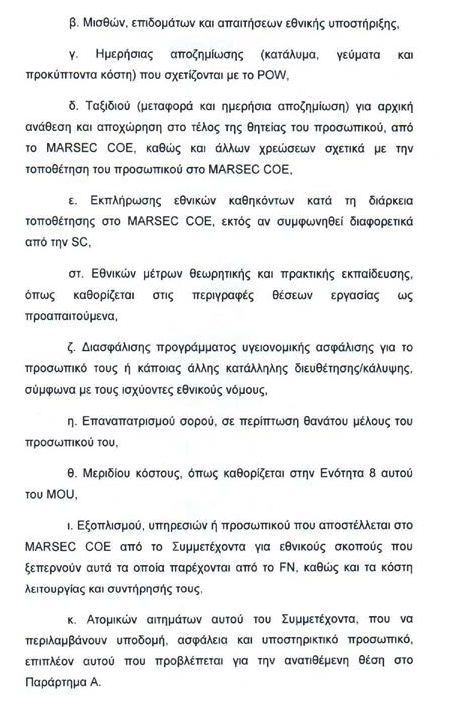 β. Μισθών, επιδομάτων και απαιτήσεων εθνικής υποστήριξης,
γ. Ημερήσιας αποζημίωσης (κατάλυμα, γεύματα και
προκύπτοντα κόστη) που σχετίζονται με το POW,
δ. Ταξιδιού (μεταφορά και ημερήσια αποζημίωση) για αρχική
ανάθεση και αποχώρηση στο τέλος της θητείας του προσωπικού, από
το MARSEC COE, καθώς και άλλων χρεώσεων σχετικά με την
τοποθέτηση του προσωπικού στο MARSEC COE,
ε. Εκπλήρωσης εθνικών καθηκόντων κατά τη διάρκεια
τοποθέτησης στο MARSEC COE, εκτός αν συμφωνηθεί διαφορετικά
από την SC,
στ. Εθνικών μέτρων θεωρητικής και πρακτικής εκπαίδευσης,
όπως καθορίζεται στις περιγραφές θέσεων εργασίας ως
προαπαιτούμενα,
ζ. Διασφάλισης προγράμματος υγειονομικής ασφάλισης για το
προσωπικό τους ή κάποιας άλλης κατάλληλης διευθέτησης/κάλυψης,
σύμφωνα με τους ισχύοντες εθνικούς νόμους,
η. Επαναπατρισμού σορού, σε περίπτωση θανάτου μέλους του
προσωπικού του,
θ. Μεριδίου κόστους, όπως καθορίζεται στην Ενότητα 8 αυτού
του MOU,
ι. Εξοπλισμού, υπηρεσιών ή προσωπικού που αποστέλλεται στο
MARSEC COE από το Συμμετέχοντα για εθνικούς σκοπούς που
ξεπερνούν αυτά τα οποία παρέχονται από το FN, καθώς και τα κόστη
λειτουργίας και συντήρησής τους,
κ. Ατομικών αιτημάτων αυτού του Συμμετέχοντα, που να
περιλαμβάνουν υποδομή, ασφάλεια και υποστηρικτικό προσωπικό,
επιπλέον αυτού που προβλέπεται για την ανατιθέμενη θέση στο
Παράρτημα Α.